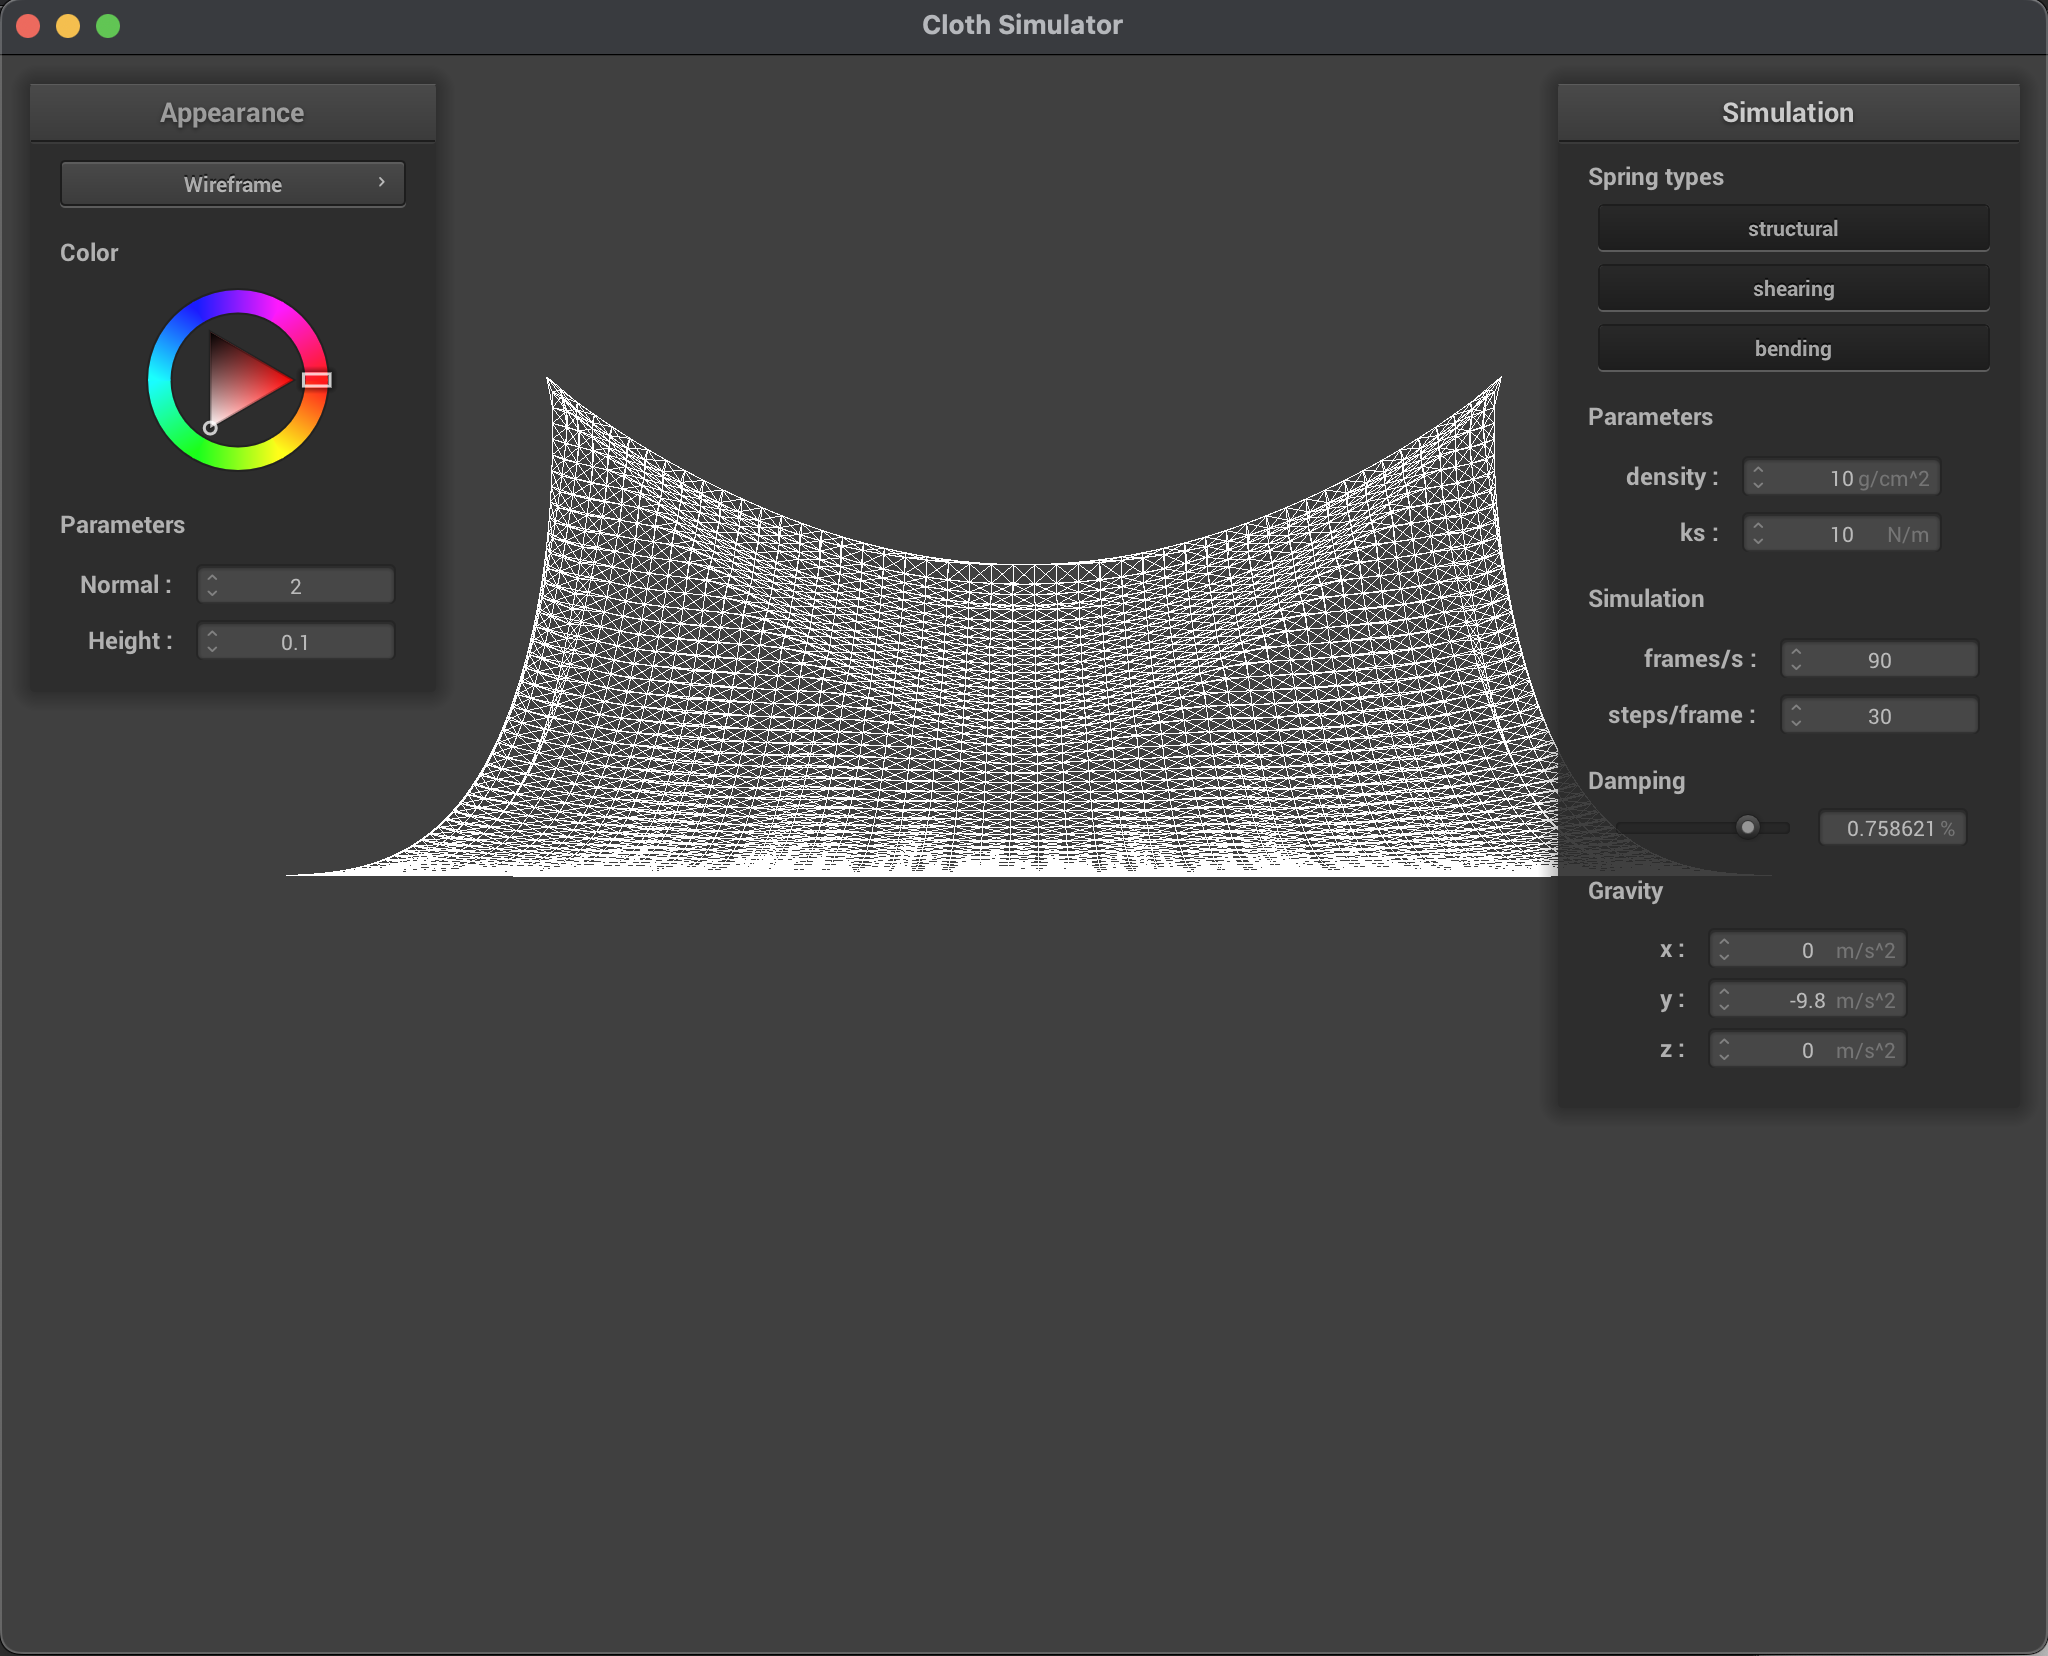 Cloth Simulator
Appearance
Wireframe
Color
Parameters
Normal : 2
Height : 0.1
Simulation
Spring types
structural
shearing
bending
Parameters
density : 10 g/cm^2
ks : 10 N/m
Simulation
frames/s : 90
steps/frame : 30
Damping
0.758621 %
Gravity
x : 0 m/s^2
y : -9.8 m/s^2
z : 0 m/s^2